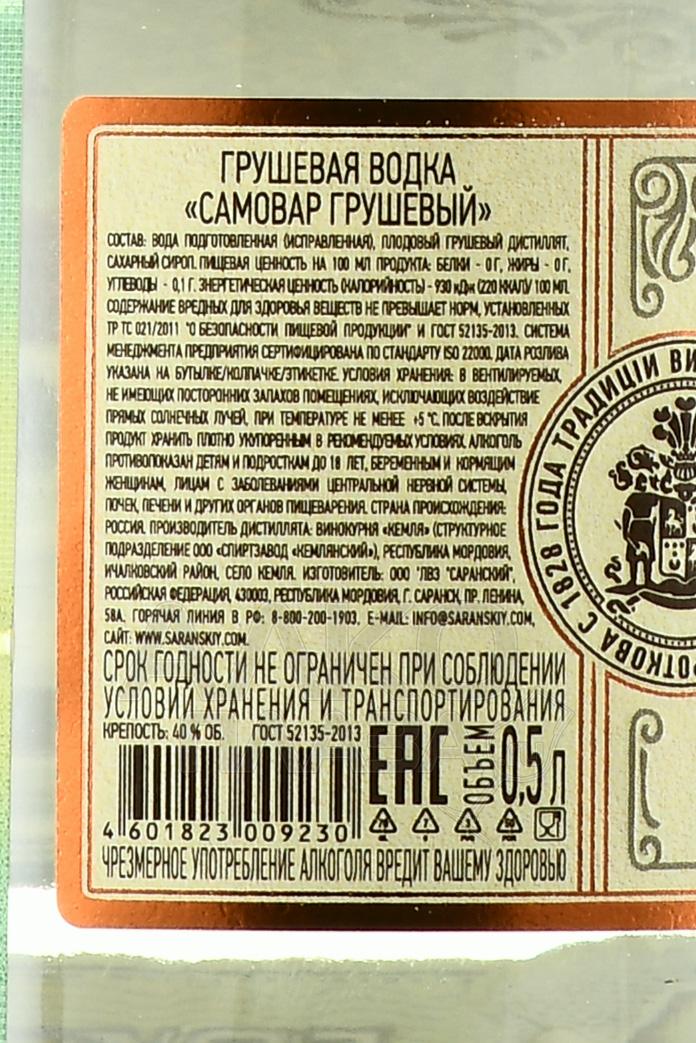 ГРУШЕВАЯ ВОДКА
«САМОВАР ГРУШЕВЫЙ»
СОСТАВ: ВОДА ПОДГОТОВЛЕННАЯ (ИСПРАВЛЕННАЯ), ПЛОДОВЫЙ ГРУШЕВЫЙ ДИСТИЛЛЯТ,
САХАРНЫЙ СИРОП. ПИЩЕВАЯ ЦЕННОСТЬ НА 100 МЛ ПРОДУКТА: БЕЛКИ - 0 Г, ЖИРЫ - 0 Г,
УГЛЕВОДЫ - 0,1 Г. ЭНЕРГЕТИЧЕСКАЯ ЦЕННОСТЬ (КАЛОРИЙНОСТЬ) - 930 кДж (220 ККАЛ)/ 100 МЛ.
СОДЕРЖАНИЕ ВРЕДНЫХ ДЛЯ ЗДОРОВЬЯ ВЕЩЕСТВ НЕ ПРЕВЫШАЕТ НОРМ, УСТАНОВЛЕННЫХ
ТР ТС 021/2011 "О БЕЗОПАСНОСТИ ПИЩЕВОЙ ПРОДУКЦИИ" И ГОСТ 52135-2013. СИСТЕМА
МЕНЕДЖМЕНТА ПРЕДПРИЯТИЯ СЕРТИФИЦИРОВАНА ПО СТАНДАРТУ ISO 22000. ДАТА РОЗЛИВА
УКАЗАНА НА БУТЫЛКЕ/КОЛПАЧКЕ/ЭТИКЕТКЕ. УСЛОВИЯ ХРАНЕНИЯ: В ВЕНТИЛИРУЕМЫХ,
НЕ ИМЕЮЩИХ ПОСТОРОННИХ ЗАПАХОВ ПОМЕЩЕНИЯХ, ИСКЛЮЧАЮЩИХ ВОЗДЕЙСТВИЕ
ПРЯМЫХ СОЛНЕЧНЫХ ЛУЧЕЙ, ПРИ ТЕМПЕРАТУРЕ НЕ МЕНЕЕ +5 °С. ПОСЛЕ ВСКРЫТИЯ
ПРОДУКТ ХРАНИТЬ ПЛОТНО УКУПОРЕННЫМ В РЕКОМЕНДУЕМЫХ УСЛОВИЯХ. АЛКОГОЛЬ
ПРОТИВОПОКАЗАН ДЕТЯМ И ПОДРОСТКАМ ДО 18 ЛЕТ, БЕРЕМЕННЫМ И КОРМЯЩИМ
ЖЕНЩИНАМ, ЛИЦАМ С ЗАБОЛЕВАНИЯМИ ЦЕНТРАЛЬНОЙ НЕРВНОЙ СИСТЕМЫ,
ПОЧЕК, ПЕЧЕНИ И ДРУГИХ ОРГАНОВ ПИЩЕВАРЕНИЯ. СТРАНА ПРОИСХОЖДЕНИЯ:
РОССИЯ. ПРОИЗВОДИТЕЛЬ ДИСТИЛЛЯТА: ВИНОКУРНЯ «КЕМЛЯ» (СТРУКТУРНОЕ
ПОДРАЗДЕЛЕНИЕ ООО «СПИРТЗАВОД «КЕМЛЯНСКИЙ»), РЕСПУБЛИКА МОРДОВИЯ,
ИЧАЛКОВСКИЙ РАЙОН, СЕЛО КЕМЛЯ. ИЗГОТОВИТЕЛЬ: ООО "ЛВЗ "САРАНСКИЙ",
РОССИЙСКАЯ ФЕДЕРАЦИЯ, 430003, РЕСПУБЛИКА МОРДОВИЯ, Г. САРАНСК, ПР. ЛЕНИНА,
58А. ГОРЯЧАЯ ЛИНИЯ В РФ: 8-800-200-1903, E-MAIL: INFO@SARANSKIY.COM,
САЙТ: WWW.SARANSKIY.COM.
СРОК ГОДНОСТИ НЕ ОГРАНИЧЕН ПРИ СОБЛЮДЕНИИ
УСЛОВИЙ ХРАНЕНИЯ И ТРАНСПОРТИРОВАНИЯ
КРЕПОСТЬ: 40 % ОБ. ГОСТ 52135-2013
EAC
ОБЪЕМ 0,5 Л
4 601823 009230
ЧРЕЗМЕРНОЕ УПОТРЕБЛЕНИЕ АЛКОГОЛЯ ВРЕДИТ ВАШЕМУ ЗДОРОВЬЮ
РОТКОВА С 1828 ГОДА ТРАДИЦІИ ВИ